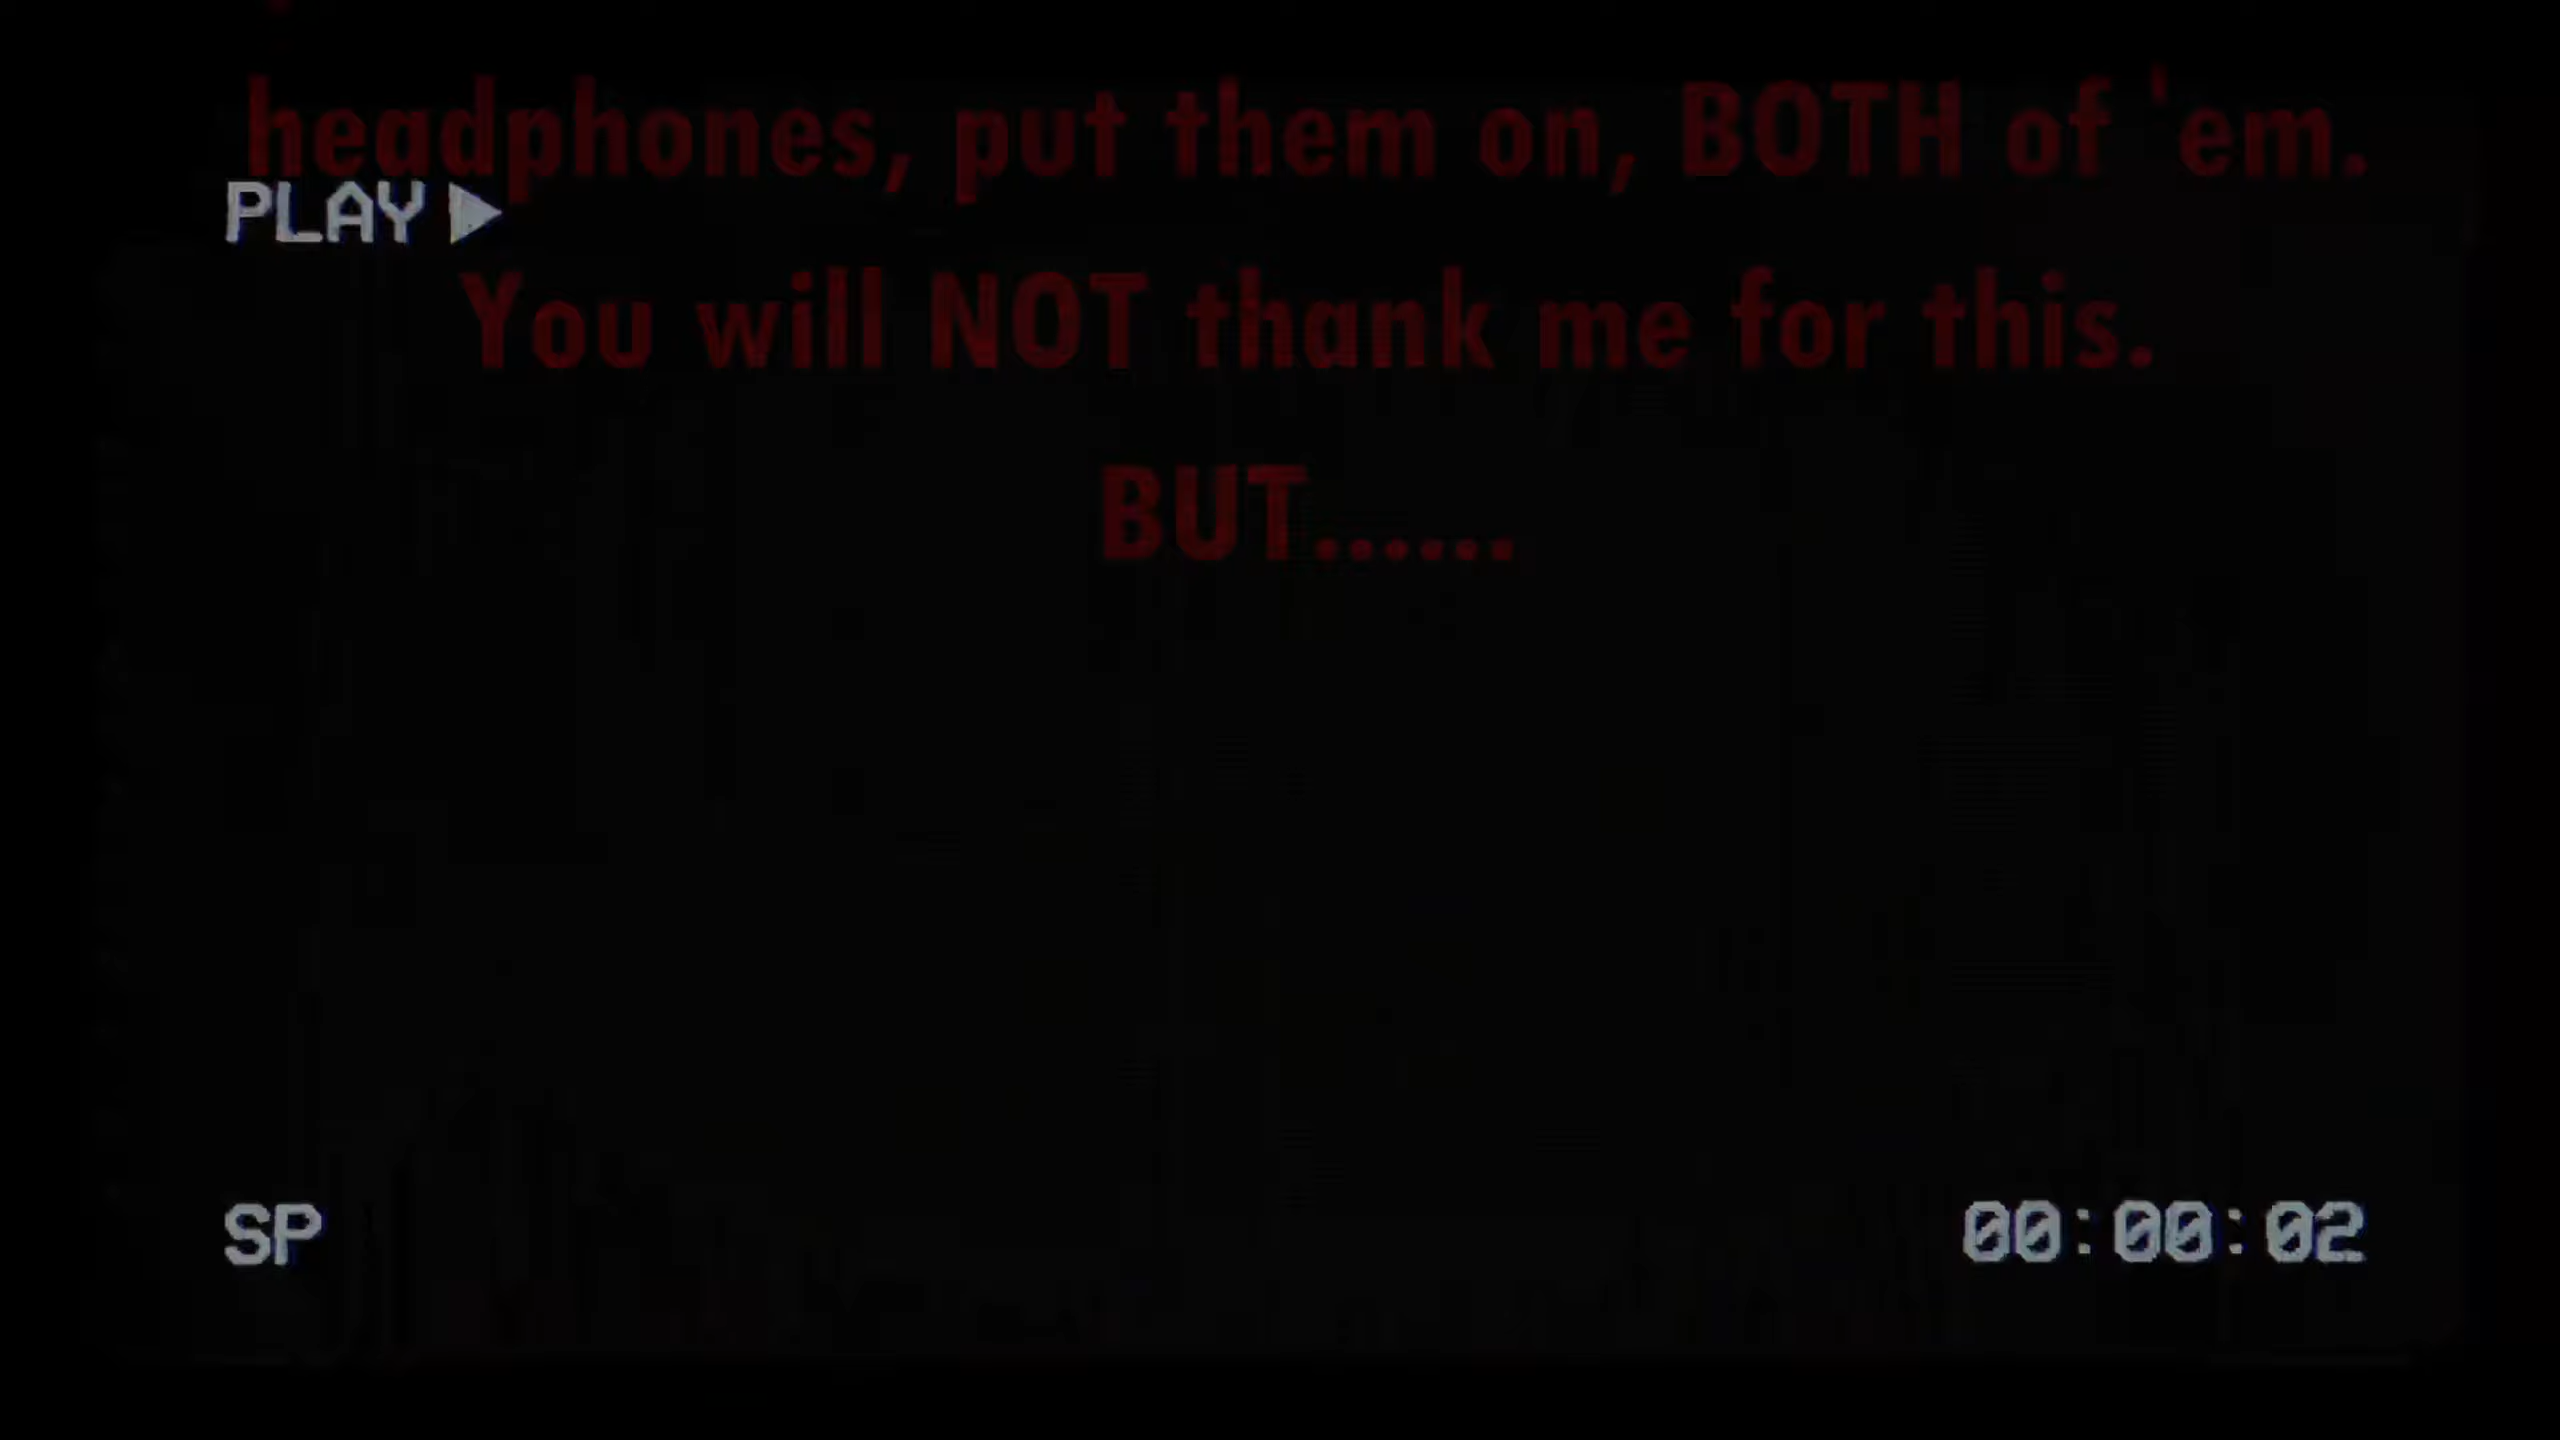 headphones, put them on, BOTH of 'em.
PLAY ▶
You will NOT thank me for this.
BUT......
SP
00:00:02